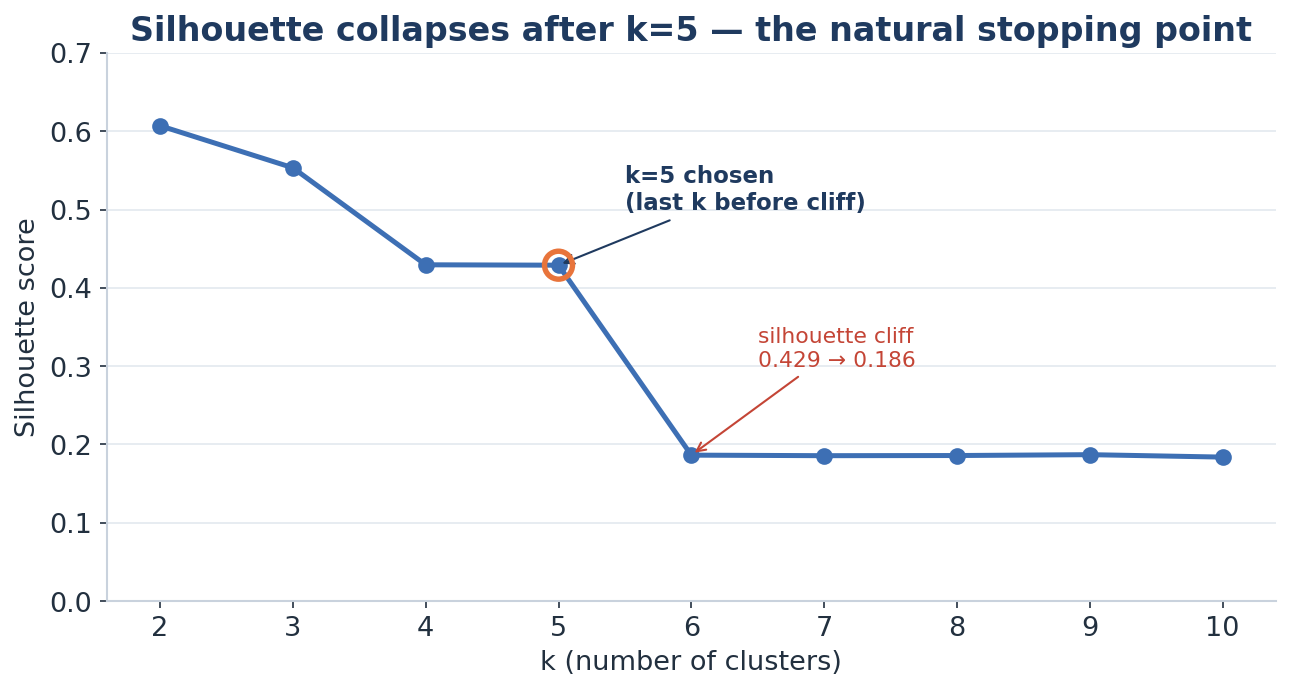 Silhouette collapses after k=5 — the natural stopping point
0.7
0.6
0.5
0.4
0.3
0.2
0.1
0.0
Silhouette score
k=5 chosen
(last k before cliff)
silhouette cliff
0.429 → 0.186
2 3 4 5 6 7 8 9 10
k (number of clusters)